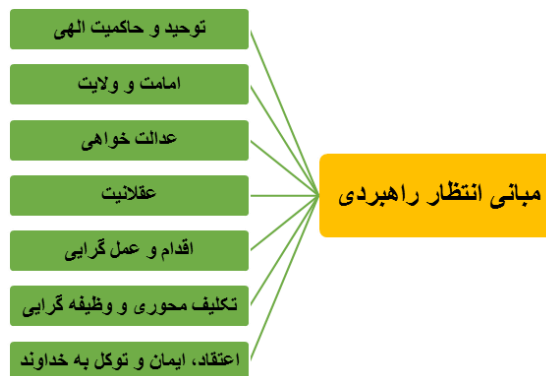 مبانی انتظار راهبردی
توحید و حاکمیت الهی
امامت و ولایت
عدالت خواهی
عقلانیت
اقدام و عمل گرایی
تکلیف محوری و وظیفه گرایی
اعتقاد، ایمان و توکل به خداوند